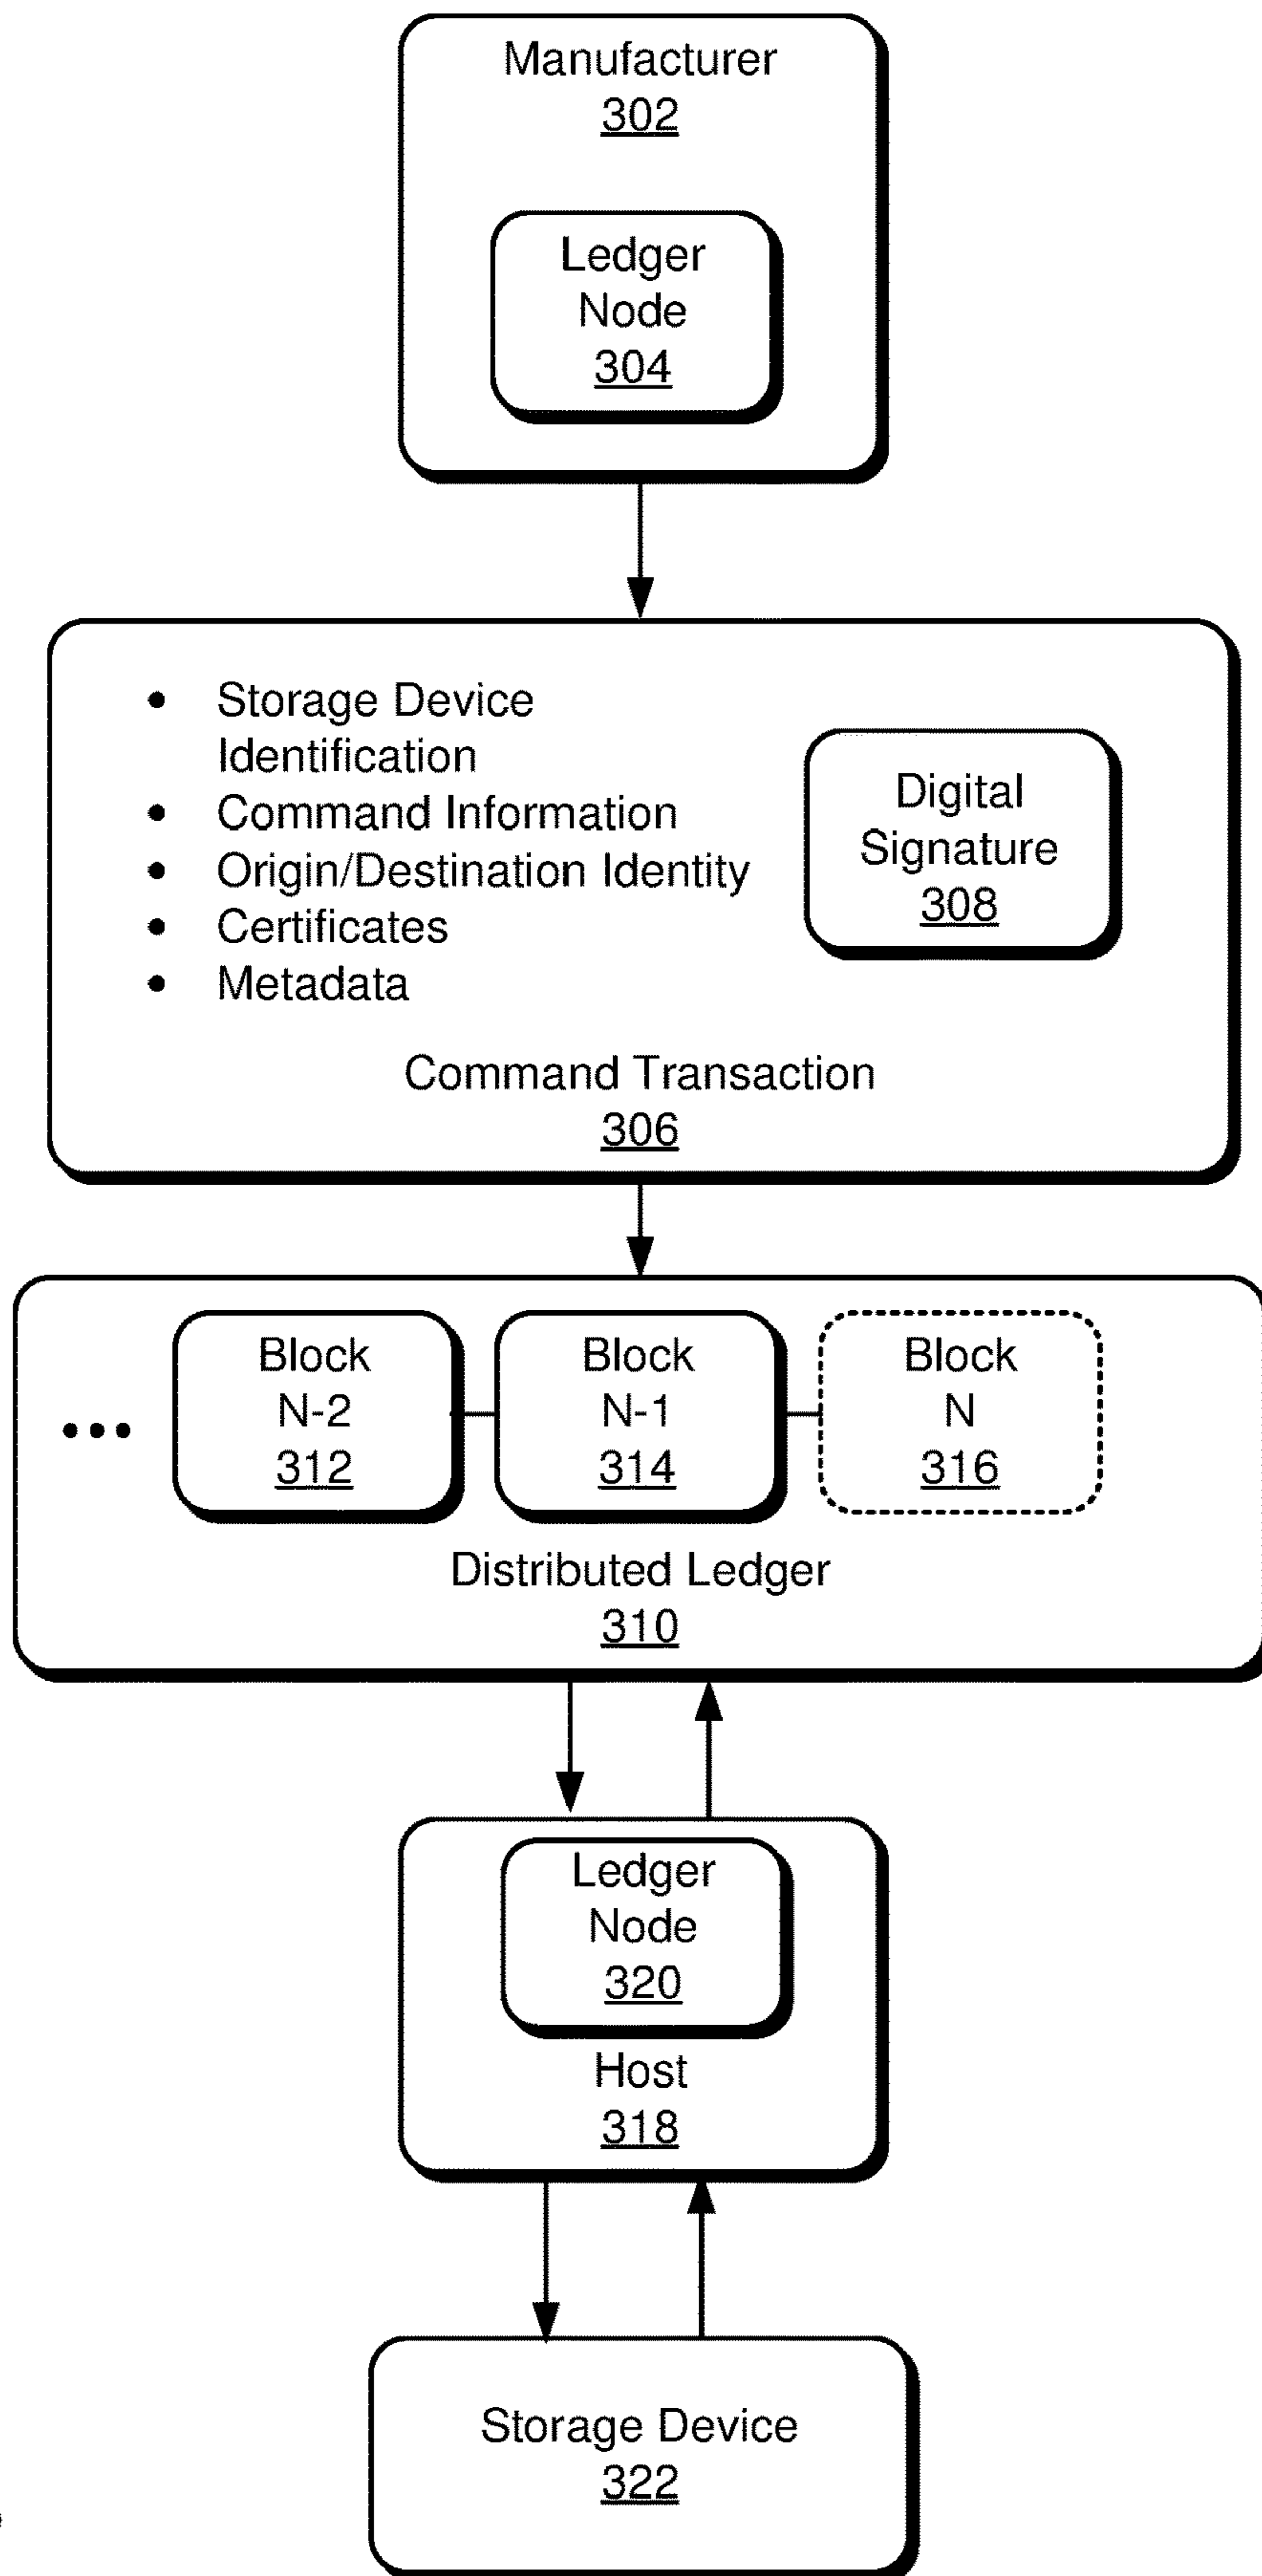 Manufacturer
302
Ledger
Node
304
• Storage Device
Identification
• Command Information
• Origin/Destination Identity
• Certificates
• Metadata
Digital
Signature
308
Command Transaction
306
•••
Block
N-2
312
Block
N-1
314
Block
N
316
Distributed Ledger
310
Ledger
Node
320
Host
318
Storage Device
322